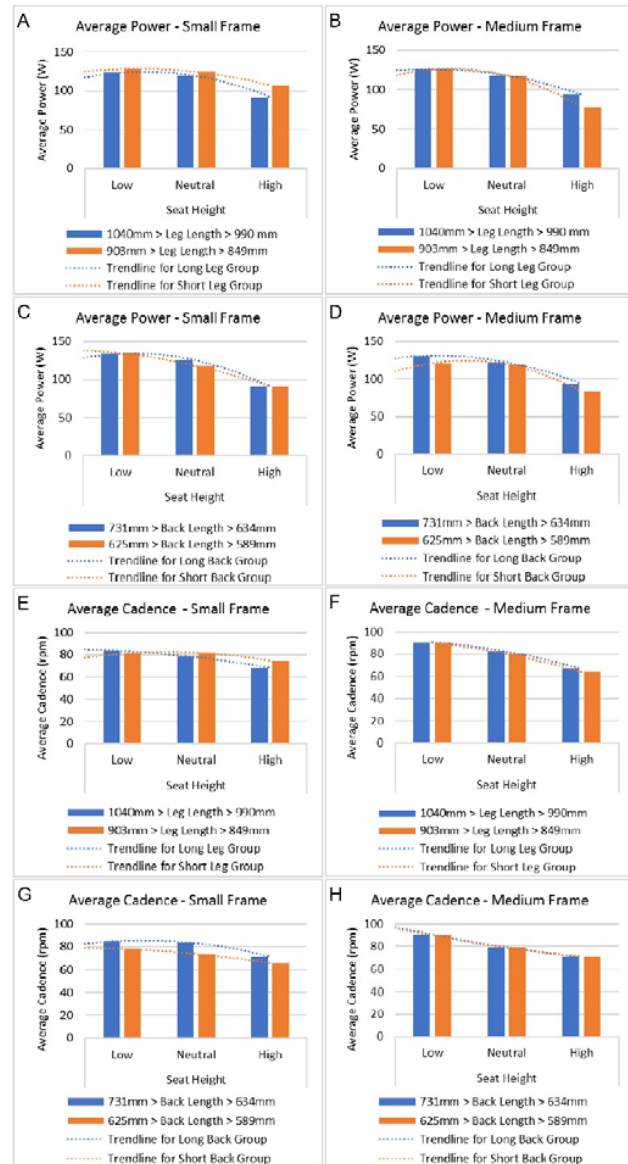 A
Average Power - Small Frame
Average Power (W)
150
100
50
0
Low Neutral High
Seat Height
1040mm > Leg Length > 990 mm
903mm > Leg Length > 849mm
Trendline for Long Leg Group
Trendline for Short Leg Group
B
Average Power - Medium Frame
Average Power (W)
150
100
50
0
Low Neutral High
Seat Height
1040mm > Leg Length > 990mm
903mm > Leg Length > 849mm
Trendline for Long Leg Group
Trendline for Short Leg Group
C
Average Power - Small Frame
Average Power (W)
150
100
50
0
Low Neutral High
Seat Height
731mm > Back Length > 634mm
625mm > Back Length > 589mm
Trendline for Long Back Group
Trendline for Short Back Group
D
Average Power - Medium Frame
Average Power (W)
150
100
50
0
Low Neutral High
Seat Height
731mm > Back Length > 634mm
625mm > Back Length > 589mm
Trendline for Long Back Group
Trendline for Short Back Group
E
Average Cadence - Small Frame
Average Cadence (rpm)
100
80
60
40
20
0
Low Neutral High
Seat Height
1040mm > Leg Length > 990mm
903mm > Leg Length > 849mm
Trendline for Long Leg Group
Trendline for Short Leg Group
F
Average Cadence - Medium Frame
Average Cadence (rpm)
100
80
60
40
20
0
Low Neutral High
Seat Height
1040mm > Leg Length > 990mm
903mm > Leg Length > 849mm
Trendline for Long Leg Group
Trendline for Short Leg Group
G
Average Cadence - Small Frame
Average Cadence (rpm)
100
80
60
40
20
0
Low Neutral High
Seat Height
731mm > Back Length > 634mm
625mm > Back Length > 589mm
Trendline for Long Back Group
Trendline for Short Back Group
H
Average Cadence - Medium Frame
Average Cadence (rpm)
100
80
60
40
20
0
Low Neutral High
Seat Height
731mm > Back Length > 634mm
625mm > Back Length > 589mm
Trendline for Long Back Group
Trendline for Short Back Group